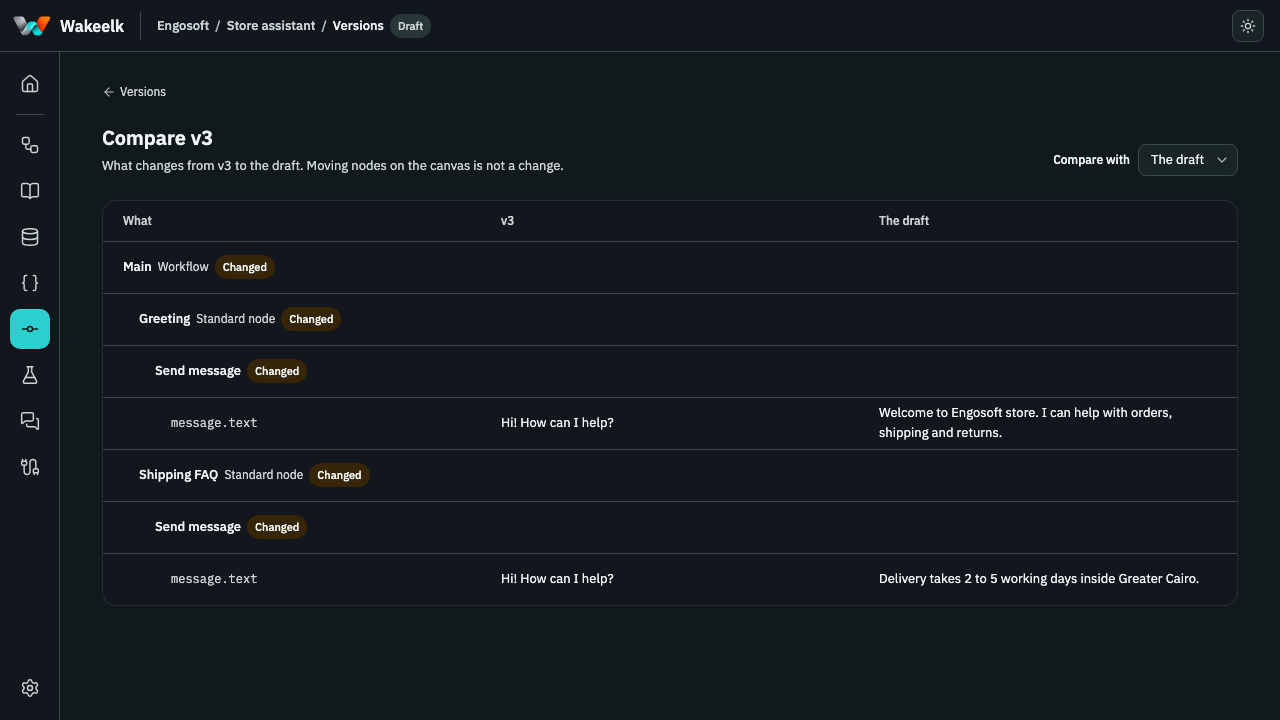 Wakeelk
Engosoft / Store assistant / Versions Draft
← Versions
Compare v3
What changes from v3 to the draft. Moving nodes on the canvas is not a change.
Compare with The draft
What v3 The draft
Main Workflow Changed
Greeting Standard node Changed
Send message Changed
message.text Hi! How can I help? Welcome to Engosoft store. I can help with orders,
shipping and returns.
Shipping FAQ Standard node Changed
Send message Changed
message.text Hi! How can I help? Delivery takes 2 to 5 working days inside Greater Cairo.